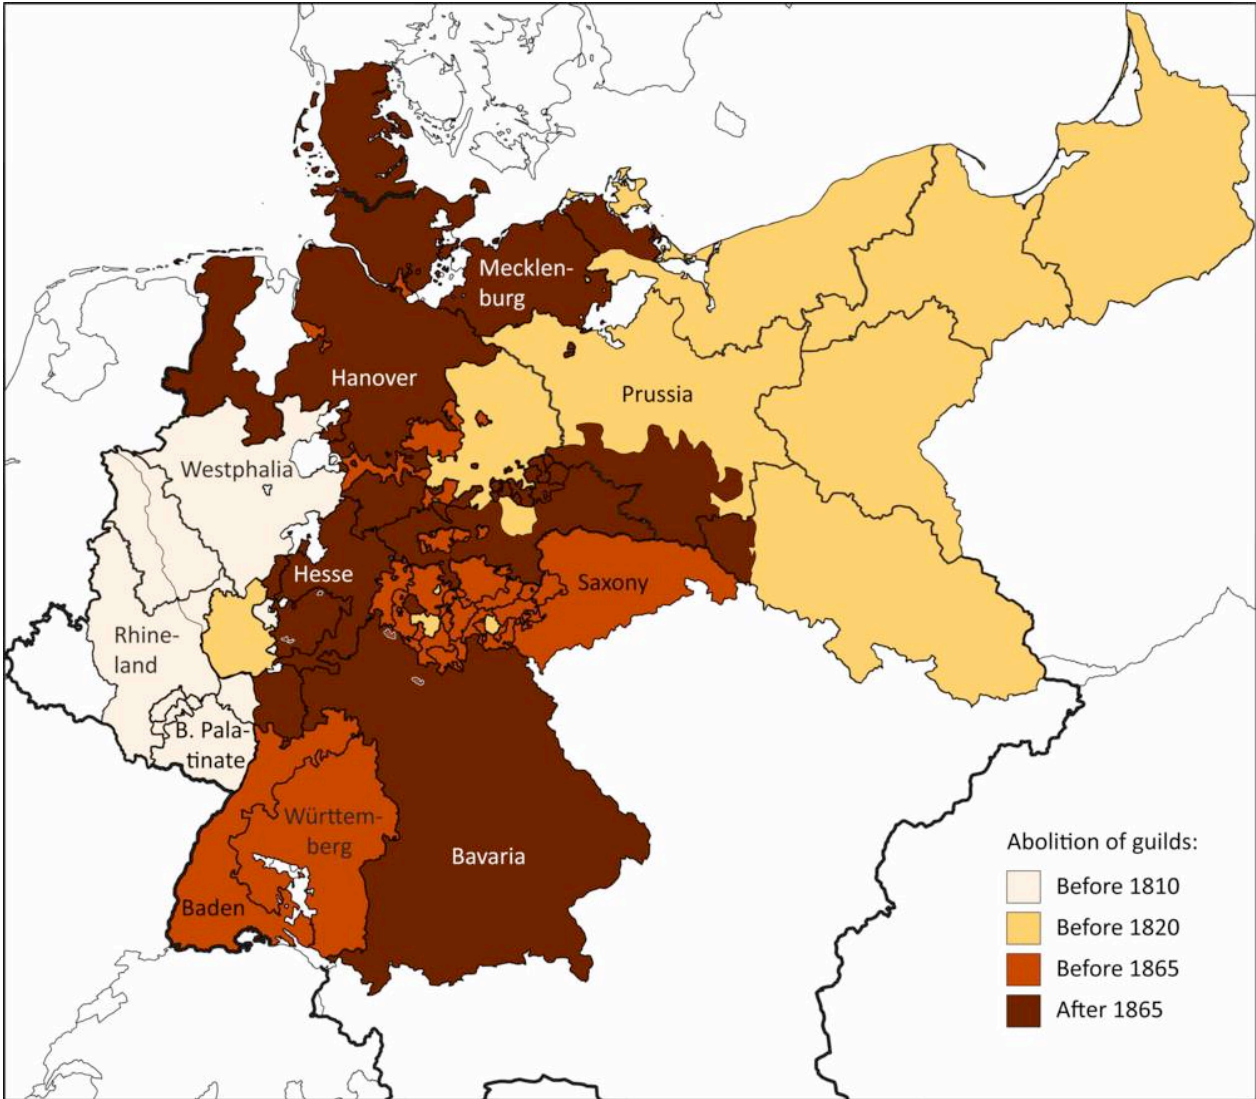 Mecklen-
burg
Hanover
Prussia
Westphalia
Hesse
Saxony
Rhine-
land
B. Pala-
tinate
Württem-
berg
Bavaria
Baden
Abolition of guilds:
Before 1810
Before 1820
Before 1865
After 1865